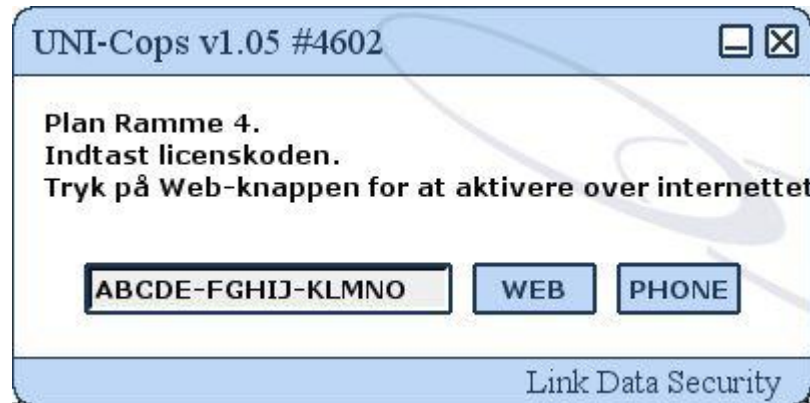 UNI-Cops v1.05 #4602
Plan Ramme 4.
Indtast licenskoden.
Tryk på Web-knappen for at aktivere over internettet
ABCDE-FGHIJ-KLMNO WEB PHONE
Link Data Security